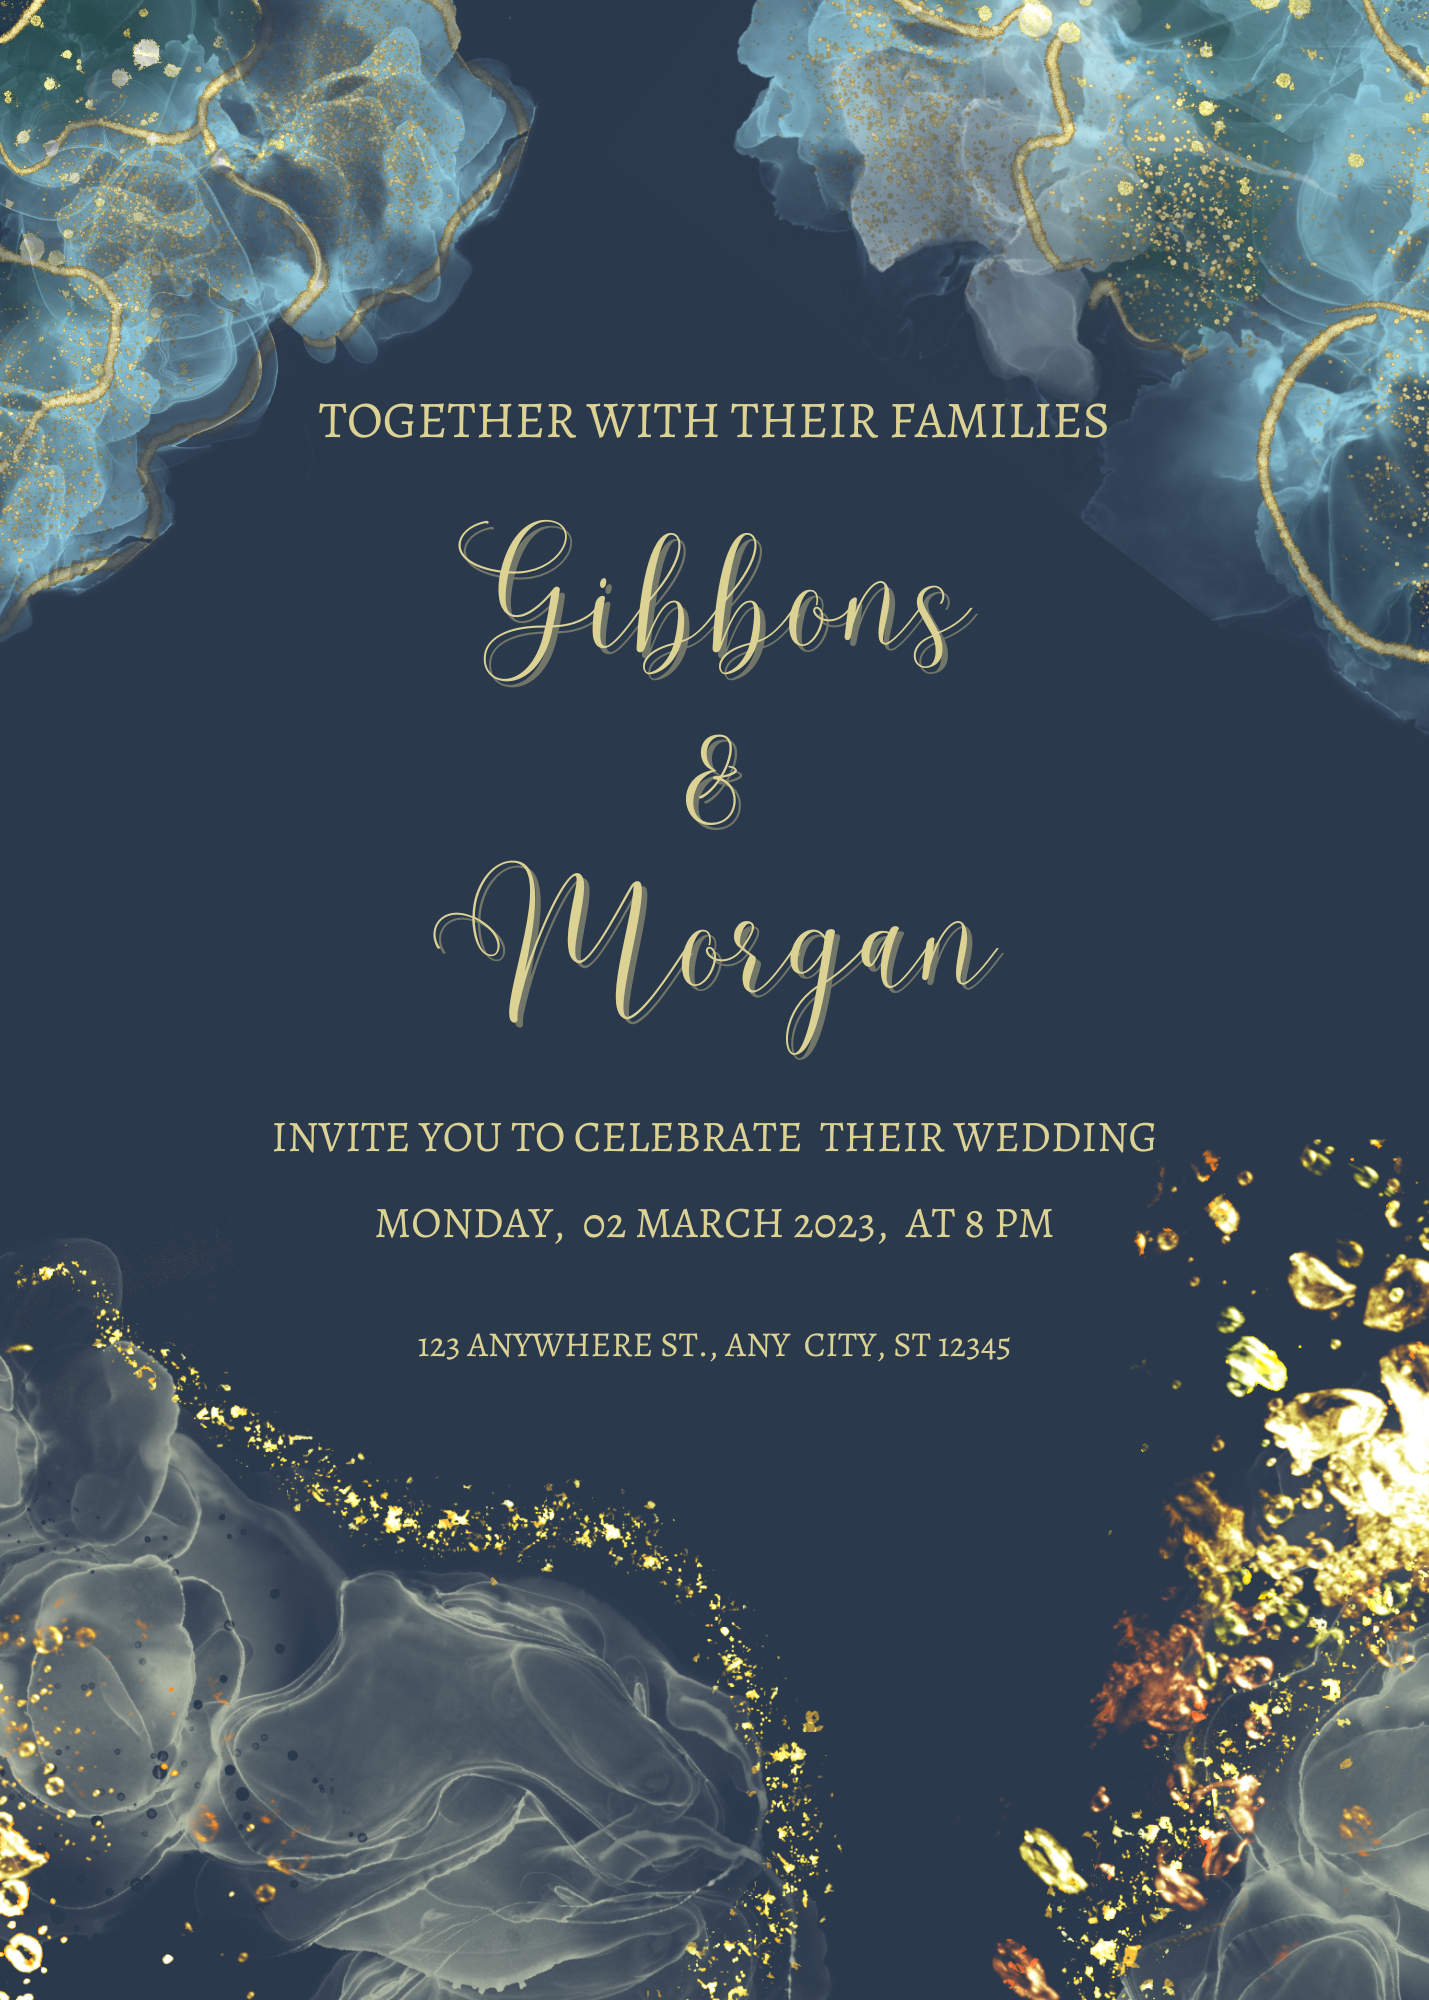 TOGETHER WITH THEIR FAMILIES
Gibbons
&
Morgan
INVITE YOU TO CELEBRATE THEIR WEDDING
MONDAY, 02 MARCH 2023, AT 8 PM
123 ANYWHERE ST., ANY CITY, ST 12345